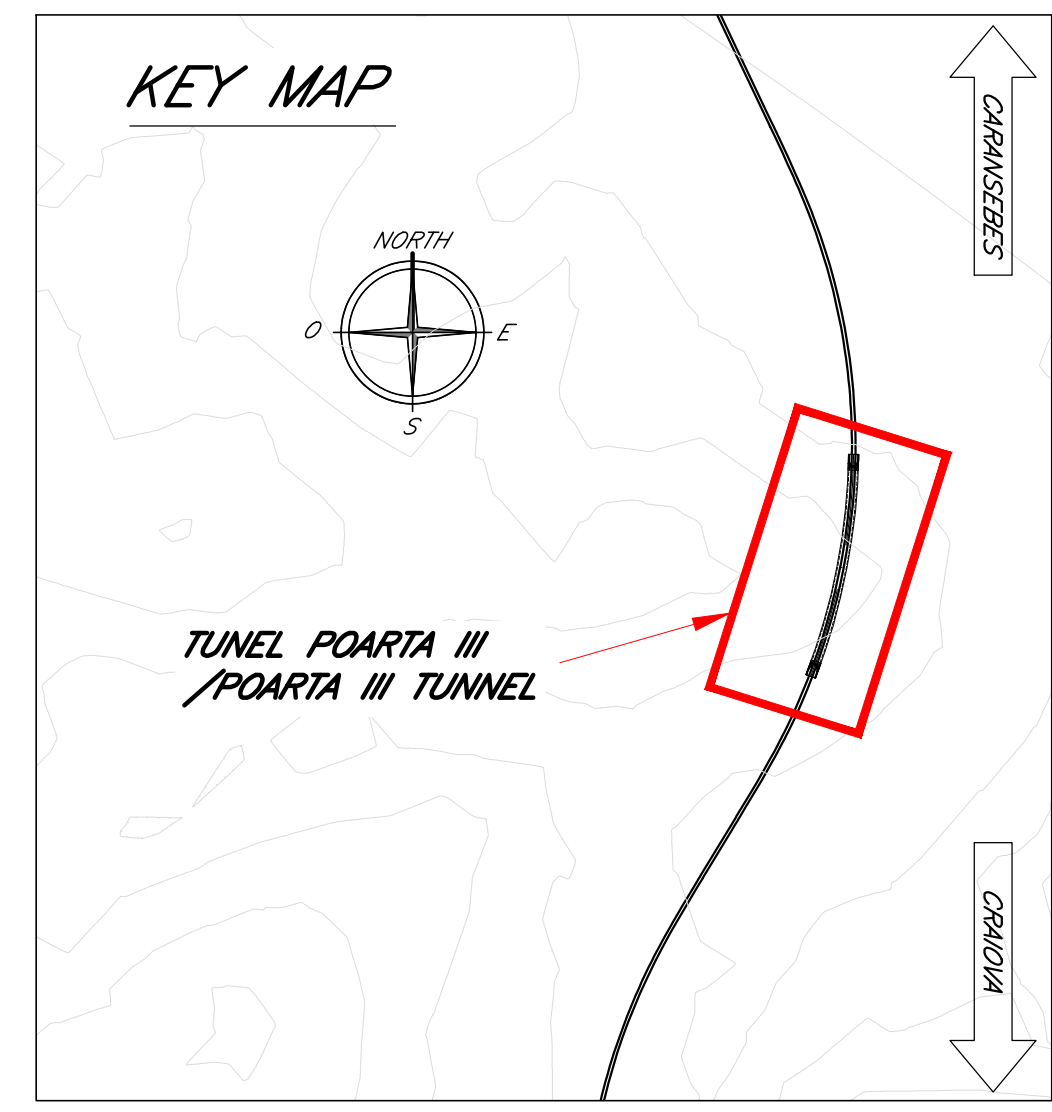 KEY MAP
NORTH
O
E
S
CARANSEBES
TUNEL POARTA III
/POARTA III TUNNEL
CRAIOVA